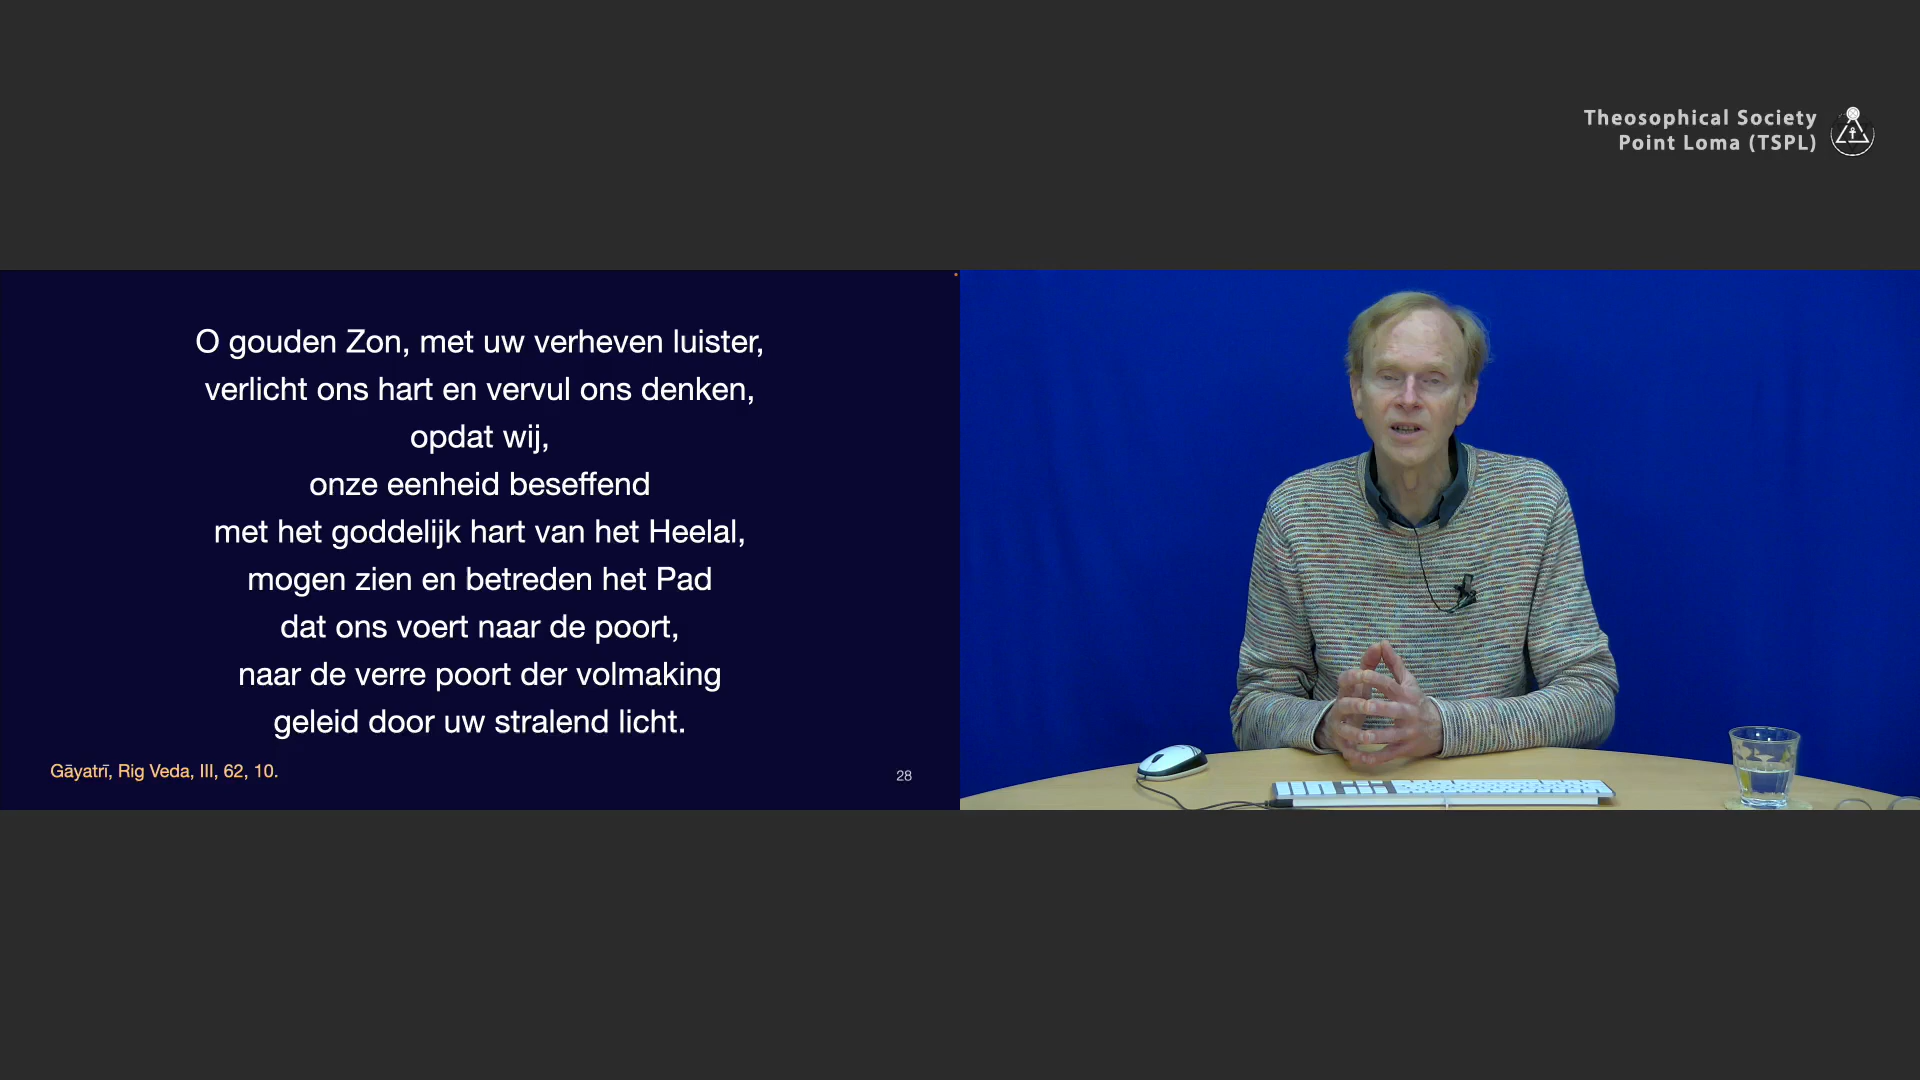 Theosophical Society
Point Loma (TSPL)
O gouden Zon, met uw verheven luister,
verlicht ons hart en vervul ons denken,
opdat wij,
onze eenheid beseffend
met het goddelijk hart van het Heelal,
mogen zien en betreden het Pad
dat ons voert naar de poort,
naar de verre poort der volmaking
geleid door uw stralend licht.
Gāyatrī, Rig Veda, III, 62, 10.
28